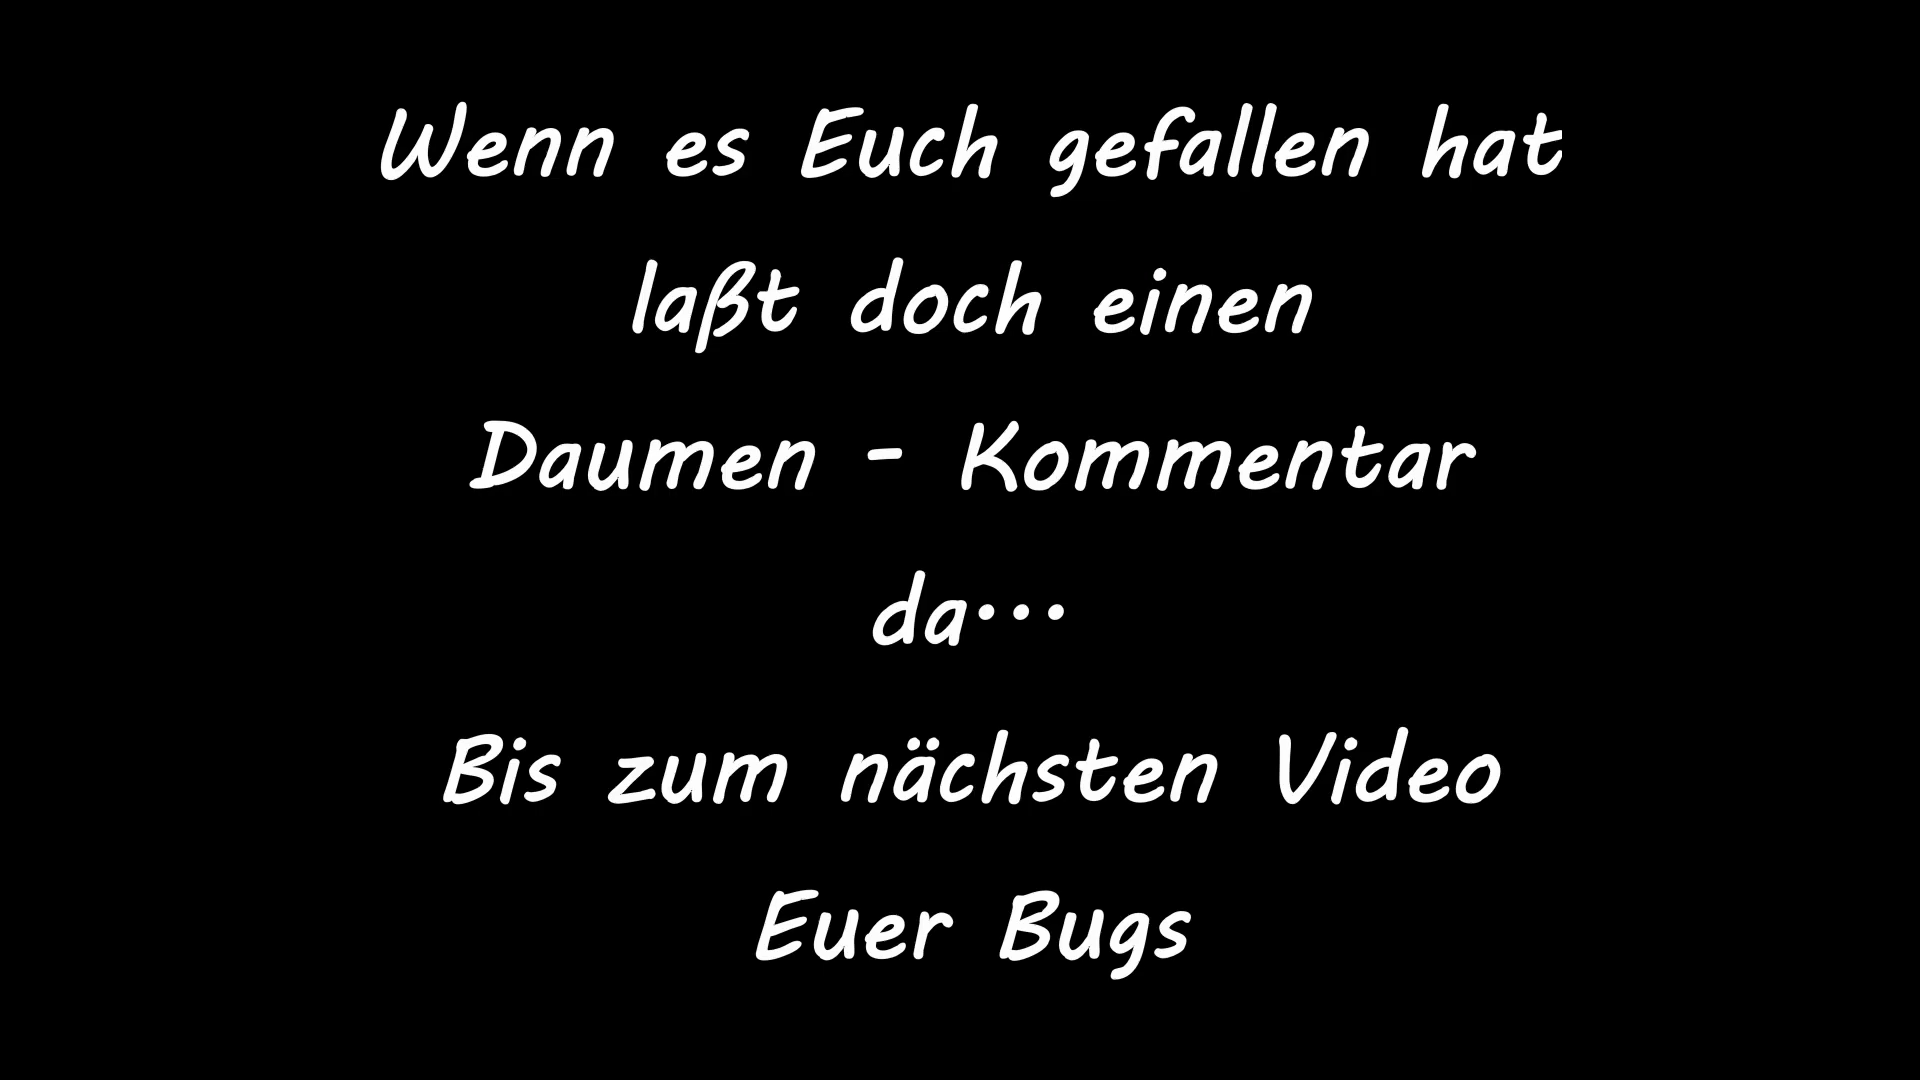 Wenn es Euch gefallen hat
laßt doch einen
Daumen - Kommentar
da...
Bis zum nächsten Video
Euer Bugs